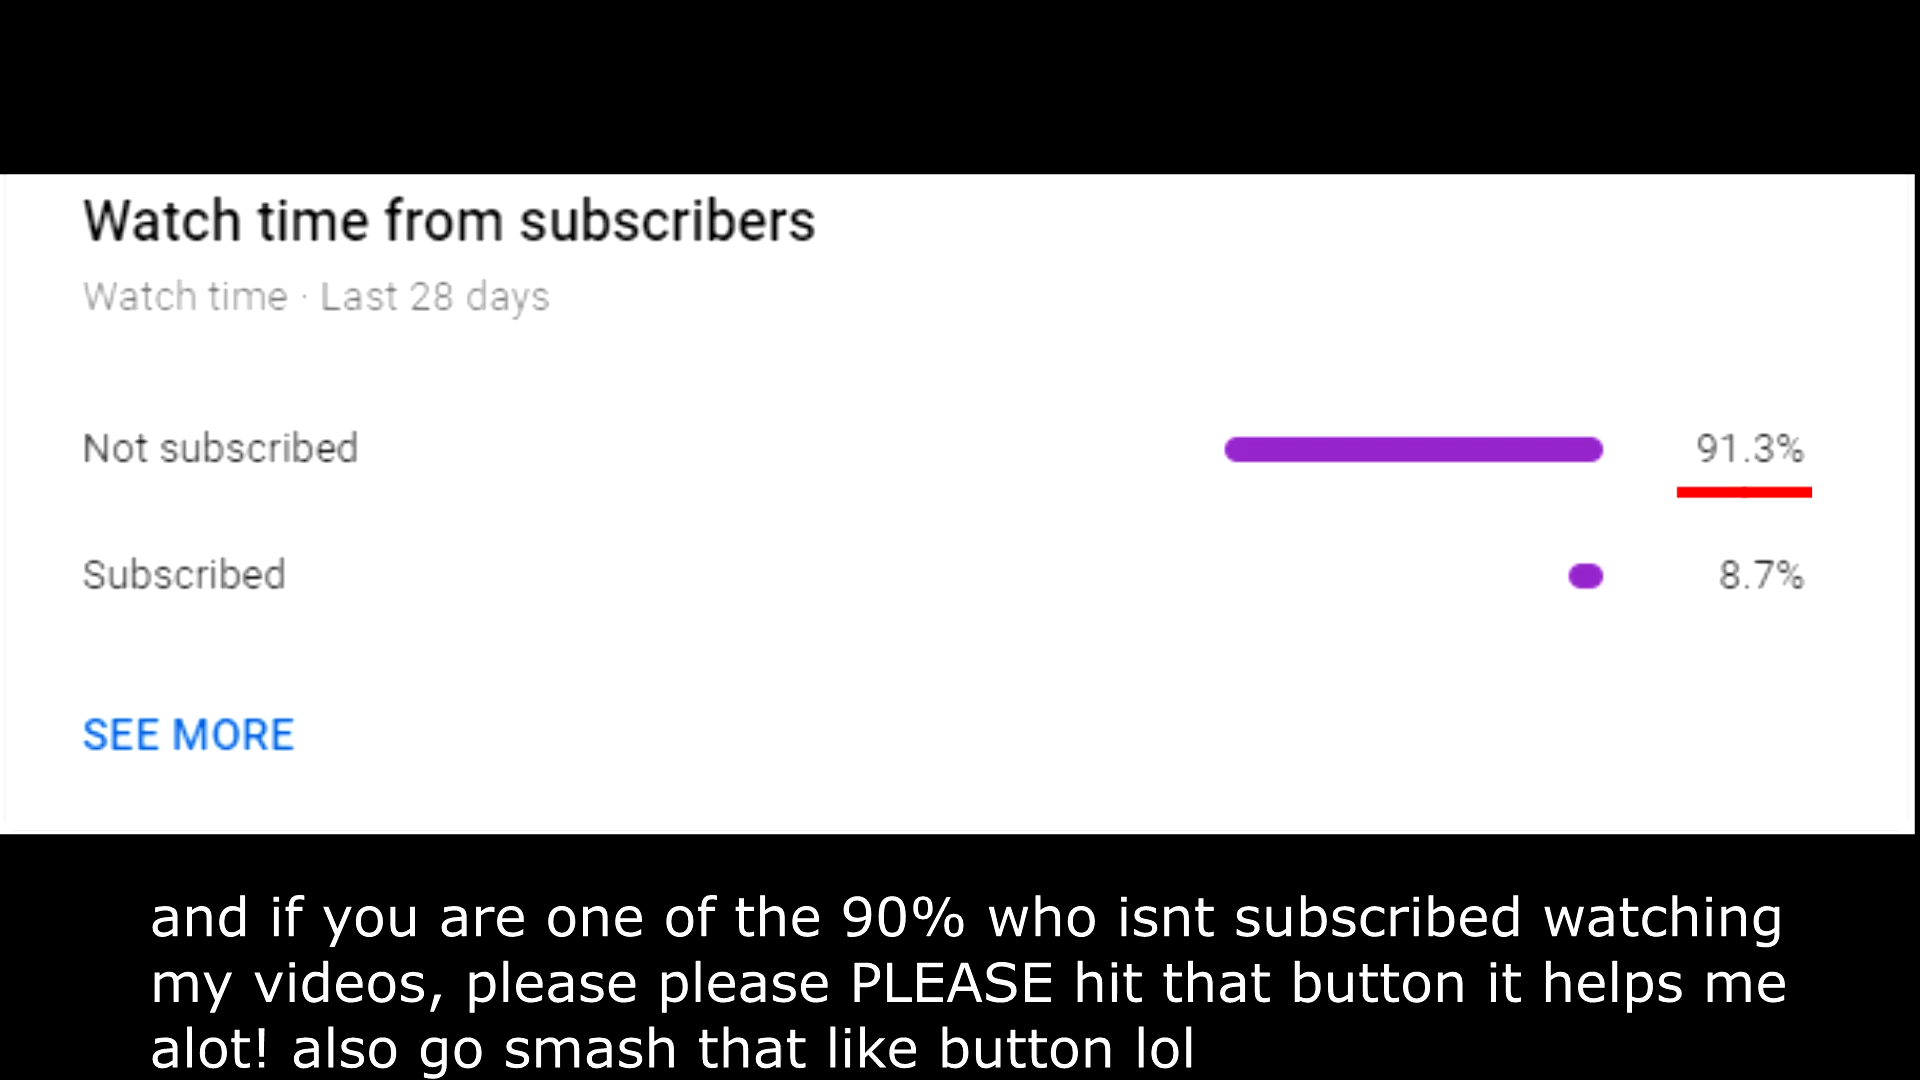 Watch time from subscribers
Watch time · Last 28 days
Not subscribed 91.3%
Subscribed 8.7%
SEE MORE
and if you are one of the 90% who isnt subscribed watching
my videos, please please PLEASE hit that button it helps me
alot! also go smash that like button lol